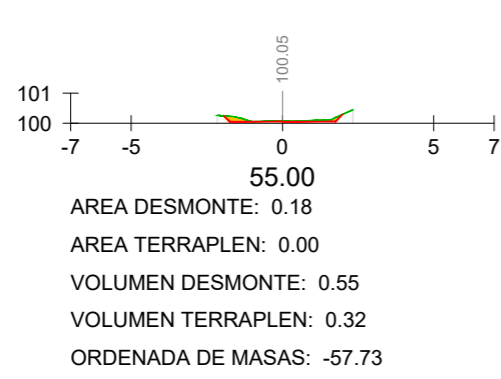 100.05
101
100
-7 -5 0 5 7
55.00
AREA DESMONTE: 0.18
AREA TERRAPLEN: 0.00
VOLUMEN DESMONTE: 0.55
VOLUMEN TERRAPLEN: 0.32
ORDENADA DE MASAS: -57.73